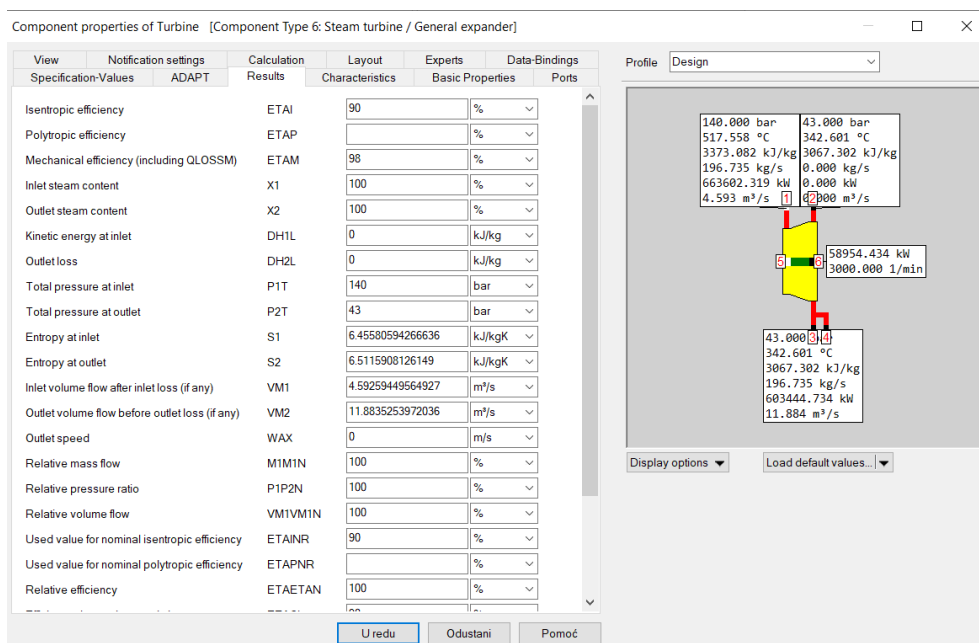 Component properties of Turbine [Component Type 6: Steam turbine / General expander]
View Notification settings Calculation Layout Experts Data-Bindings
Specification-Values ADAPT Results Characteristics Basic Properties Ports
Isentropic efficiency ETAI 90 %
Polytropic efficiency ETAP %
Mechanical efficiency (including QLOSSM) ETAM 98 %
Inlet steam content X1 100 %
Outlet steam content X2 100 %
Kinetic energy at inlet DH1L 0 kJ/kg
Outlet loss DH2L 0 kJ/kg
Total pressure at inlet P1T 140 bar
Total pressure at outlet P2T 43 bar
Entropy at inlet S1 6.45580594266636 kJ/kgK
Entropy at outlet S2 6.5115908126149 kJ/kgK
Inlet volume flow after inlet loss (if any) VM1 4.59259449564927 m³/s
Outlet volume flow before outlet loss (if any) VM2 11.8835253972036 m³/s
Outlet speed WAX 0 m/s
Relative mass flow M1M1N 100 %
Relative pressure ratio P1P2N 100 %
Relative volume flow VM1VM1N 100 %
Used value for nominal isentropic efficiency ETAINR 90 %
Used value for nominal polytropic efficiency ETAPNR %
Relative efficiency ETAETAN 100 %
U redu Odustani Pomoć
Profile Design
140.000 bar 43.000 bar
517.558 °C 342.601 °C
3373.082 kJ/kg 3067.302 kJ/kg
196.735 kg/s 0.000 kg/s
663602.319 kW 0.000 kW
4.593 m³/s 1 2 000 m³/s
5 6 58954.434 kW
3000.000 1/min
43.000 3 4
342.601 °C
3067.302 kJ/kg
196.735 kg/s
603444.734 kW
11.884 m³/s
Display options Load default values...